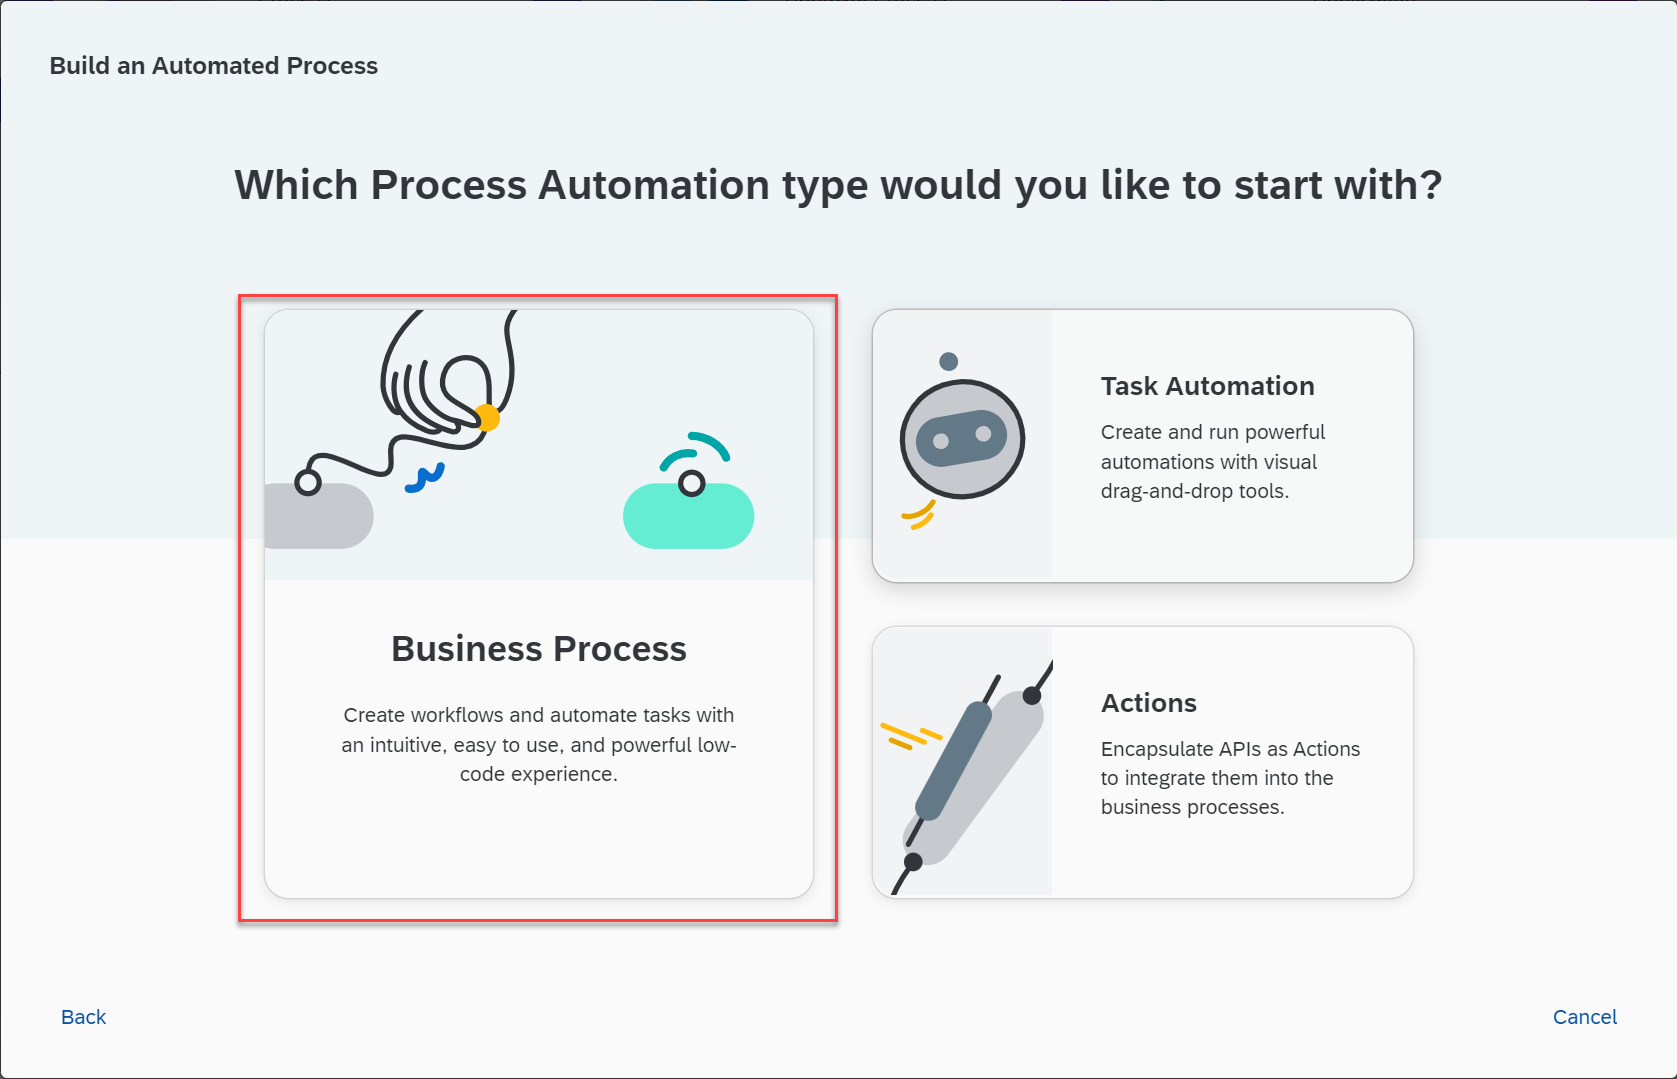 Build an Automated Process
Which Process Automation type would you like to start with?
Business Process
Create workflows and automate tasks with
an intuitive, easy to use, and powerful low-
code experience.
Task Automation
Create and run powerful
automations with visual
drag-and-drop tools.
Actions
Encapsulate APIs as Actions
to integrate them into the
business processes.
Back
Cancel